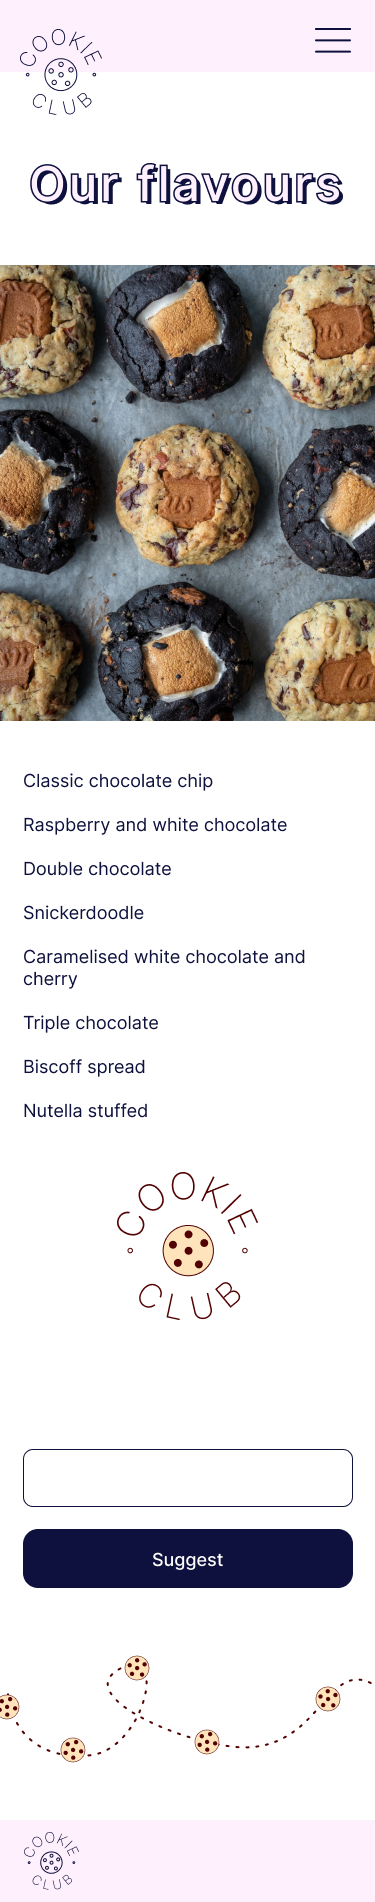 COOKIE
CLUB
Our flavours
Classic chocolate chip
Raspberry and white chocolate
Double chocolate
Snickerdoodle
Caramelised white chocolate and
cherry
Triple chocolate
Biscoff spread
Nutella stuffed
COOKIE
CLUB
Suggest
COOKIE
CLUB